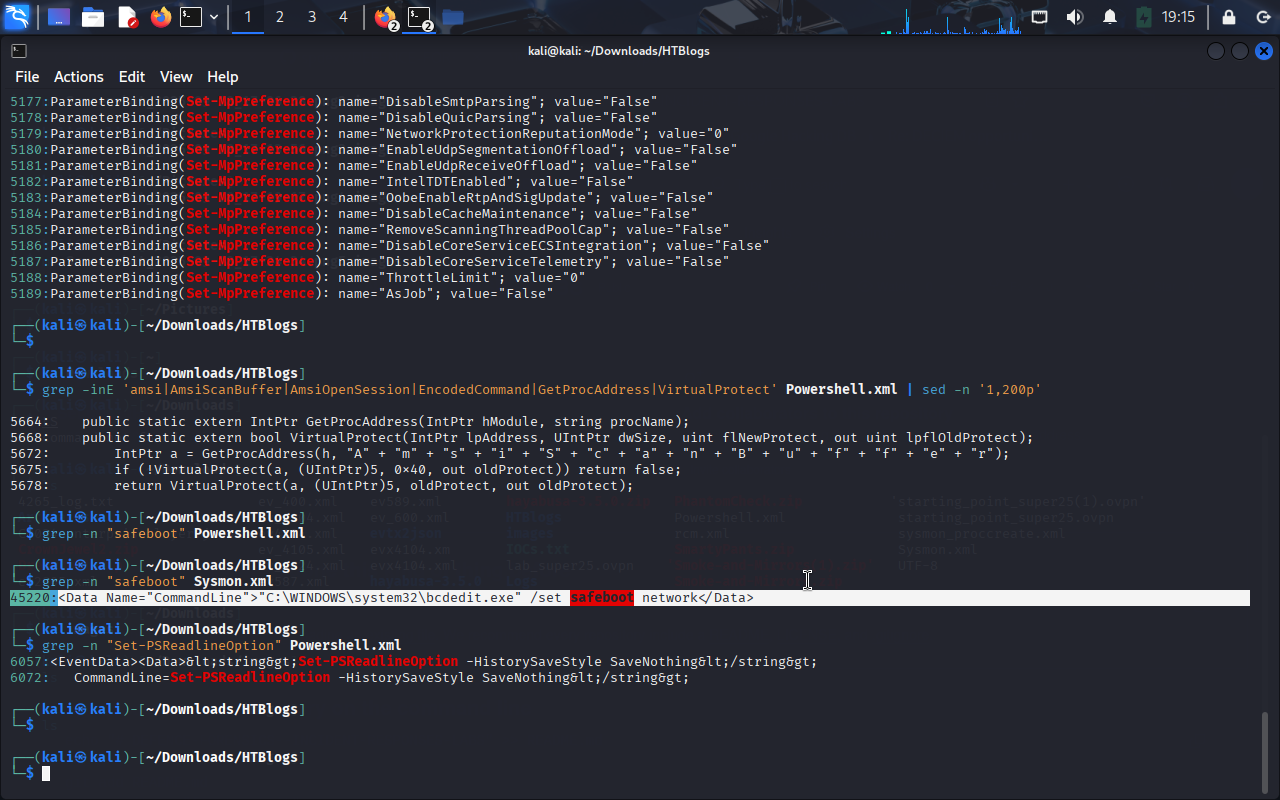 1 2 3 4
2
2
19:15
kali@kali: ~/Downloads/HTBlogs
File Actions Edit View Help
5177:ParameterBinding(Set-MpPreference): name="DisableSmtpParsing"; value="False"
5178:ParameterBinding(Set-MpPreference): name="DisableQuicParsing"; value="False"
5179:ParameterBinding(Set-MpPreference): name="NetworkProtectionReputationMode"; value="0"
5180:ParameterBinding(Set-MpPreference): name="EnableUdpSegmentationOffload"; value="False"
5181:ParameterBinding(Set-MpPreference): name="EnableUdpReceiveOffload"; value="False"
5182:ParameterBinding(Set-MpPreference): name="IntelTDTEnabled"; value="False"
5183:ParameterBinding(Set-MpPreference): name="OobeEnableRtpAndSigUpdate"; value="False"
5184:ParameterBinding(Set-MpPreference): name="DisableCacheMaintenance"; value="False"
5185:ParameterBinding(Set-MpPreference): name="RemoveScanningThreadPoolCap"; value="False"
5186:ParameterBinding(Set-MpPreference): name="DisableCoreServiceECSIntegration"; value="False"
5187:ParameterBinding(Set-MpPreference): name="DisableCoreServiceTelemetry"; value="False"
5188:ParameterBinding(Set-MpPreference): name="ThrottleLimit"; value="0"
5189:ParameterBinding(Set-MpPreference): name="AsJob"; value="False"
┌──(kali㉿kali)-[~/Downloads/HTBlogs]
└─$
┌──(kali㉿kali)-[~/Downloads/HTBlogs]
└─$ grep -inE 'amsi|AmsiScanBuffer|AmsiOpenSession|EncodedCommand|GetProcAddress|VirtualProtect' Powershell.xml | sed -n '1,200p'
5664:    public static extern IntPtr GetProcAddress(IntPtr hModule, string procName);
5668:    public static extern bool VirtualProtect(IntPtr lpAddress, UIntPtr dwSize, uint flNewProtect, out uint lpflOldProtect);
5672:        IntPtr a = GetProcAddress(h, "A" + "m" + "s" + "i" + "S" + "c" + "a" + "n" + "B" + "u" + "f" + "f" + "e" + "r");
5675:        if (!VirtualProtect(a, (UIntPtr)5, 0×40, out oldProtect)) return false;
5678:        return VirtualProtect(a, (UIntPtr)5, oldProtect, out oldProtect);
┌──(kali㉿kali)-[~/Downloads/HTBlogs]
└─$ grep -n "safeboot" Powershell.xml
┌──(kali㉿kali)-[~/Downloads/HTBlogs]
└─$ grep -n "safeboot" Sysmon.xml
45220:<Data Name="CommandLine">"C:\WINDOWS\system32\bcdedit.exe" /set safeboot network</Data>
┌──(kali㉿kali)-[~/Downloads/HTBlogs]
└─$ grep -n "Set-PSReadlineOption" Powershell.xml
6057:<EventData><Data>&lt;string&gt;Set-PSReadlineOption -HistorySaveStyle SaveNothing&lt;/string&gt;
6072:   CommandLine=Set-PSReadlineOption -HistorySaveStyle SaveNothing&lt;/string&gt;
┌──(kali㉿kali)-[~/Downloads/HTBlogs]
└─$
┌──(kali㉿kali)-[~/Downloads/HTBlogs]
└─$